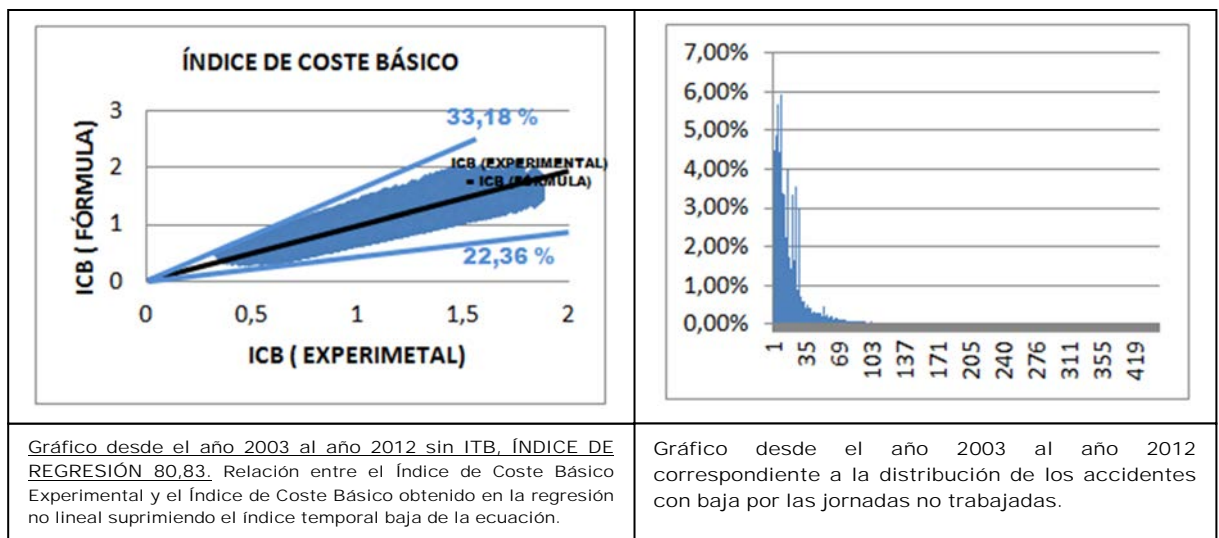 ÍNDICE DE COSTE BÁSICO
3
2
1
0
0
0,5
1
1,5
2
ICB ( FÓRMULA)
ICB ( EXPERIMETAL)
33,18 %
ICB (EXPERIMENTAL)
= ICB (FÓRMULA)
22,36 %
7,00%
6,00%
5,00%
4,00%
3,00%
2,00%
1,00%
0,00%
1
35
69
103
137
171
205
240
276
311
355
419
Gráfico desde el año 2003 al año 2012 sin ITB, ÍNDICE DE
REGRESIÓN 80,83. Relación entre el Índice de Coste Básico
Experimental y el Índice de Coste Básico obtenido en la regresión
no lineal suprimiendo el índice temporal baja de la ecuación.
Gráfico desde el año 2003 al año 2012
correspondiente a la distribución de los accidentes
con baja por las jornadas no trabajadas.